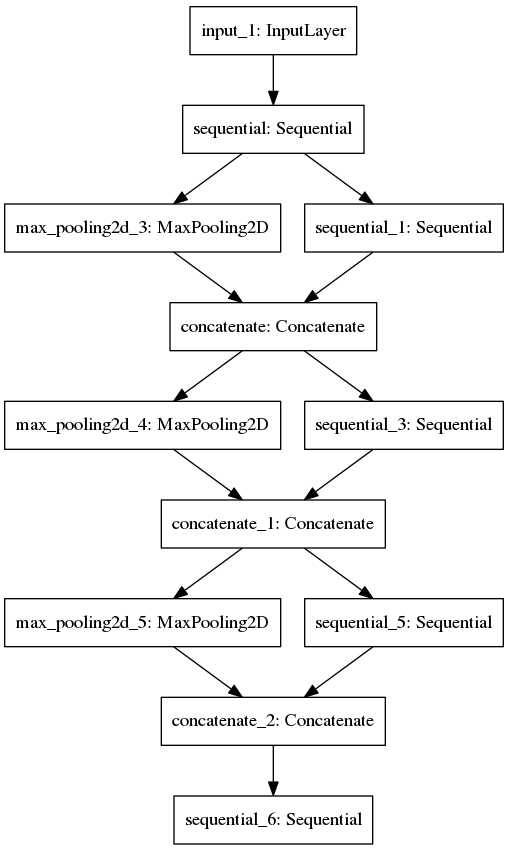 input_1: InputLayer
sequential: Sequential
max_pooling2d_3: MaxPooling2D
sequential_1: Sequential
concatenate: Concatenate
max_pooling2d_4: MaxPooling2D
sequential_3: Sequential
concatenate_1: Concatenate
max_pooling2d_5: MaxPooling2D
sequential_5: Sequential
concatenate_2: Concatenate
sequential_6: Sequential